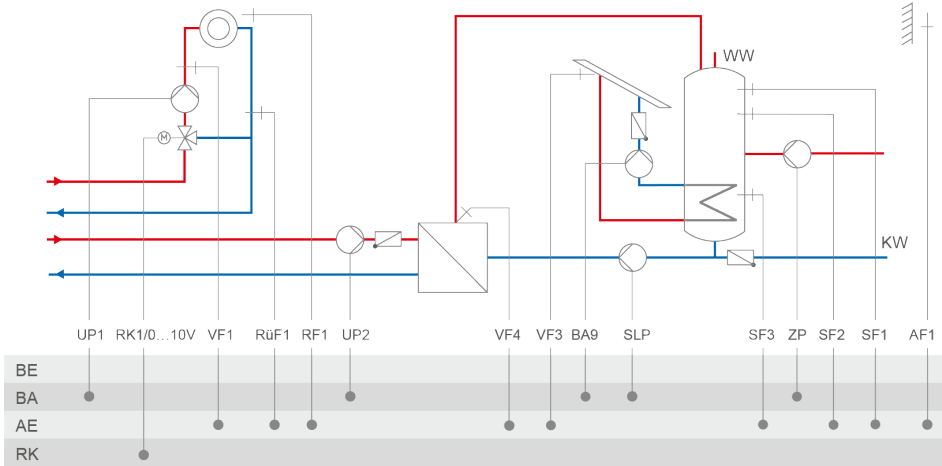 WW
M
KW
UP1 RK1/0...10V VF1 RüF1 RF1 UP2 VF4 VF3 BA9 SLP SF3 ZP SF2 SF1 AF1
BE
BA
AE
RK